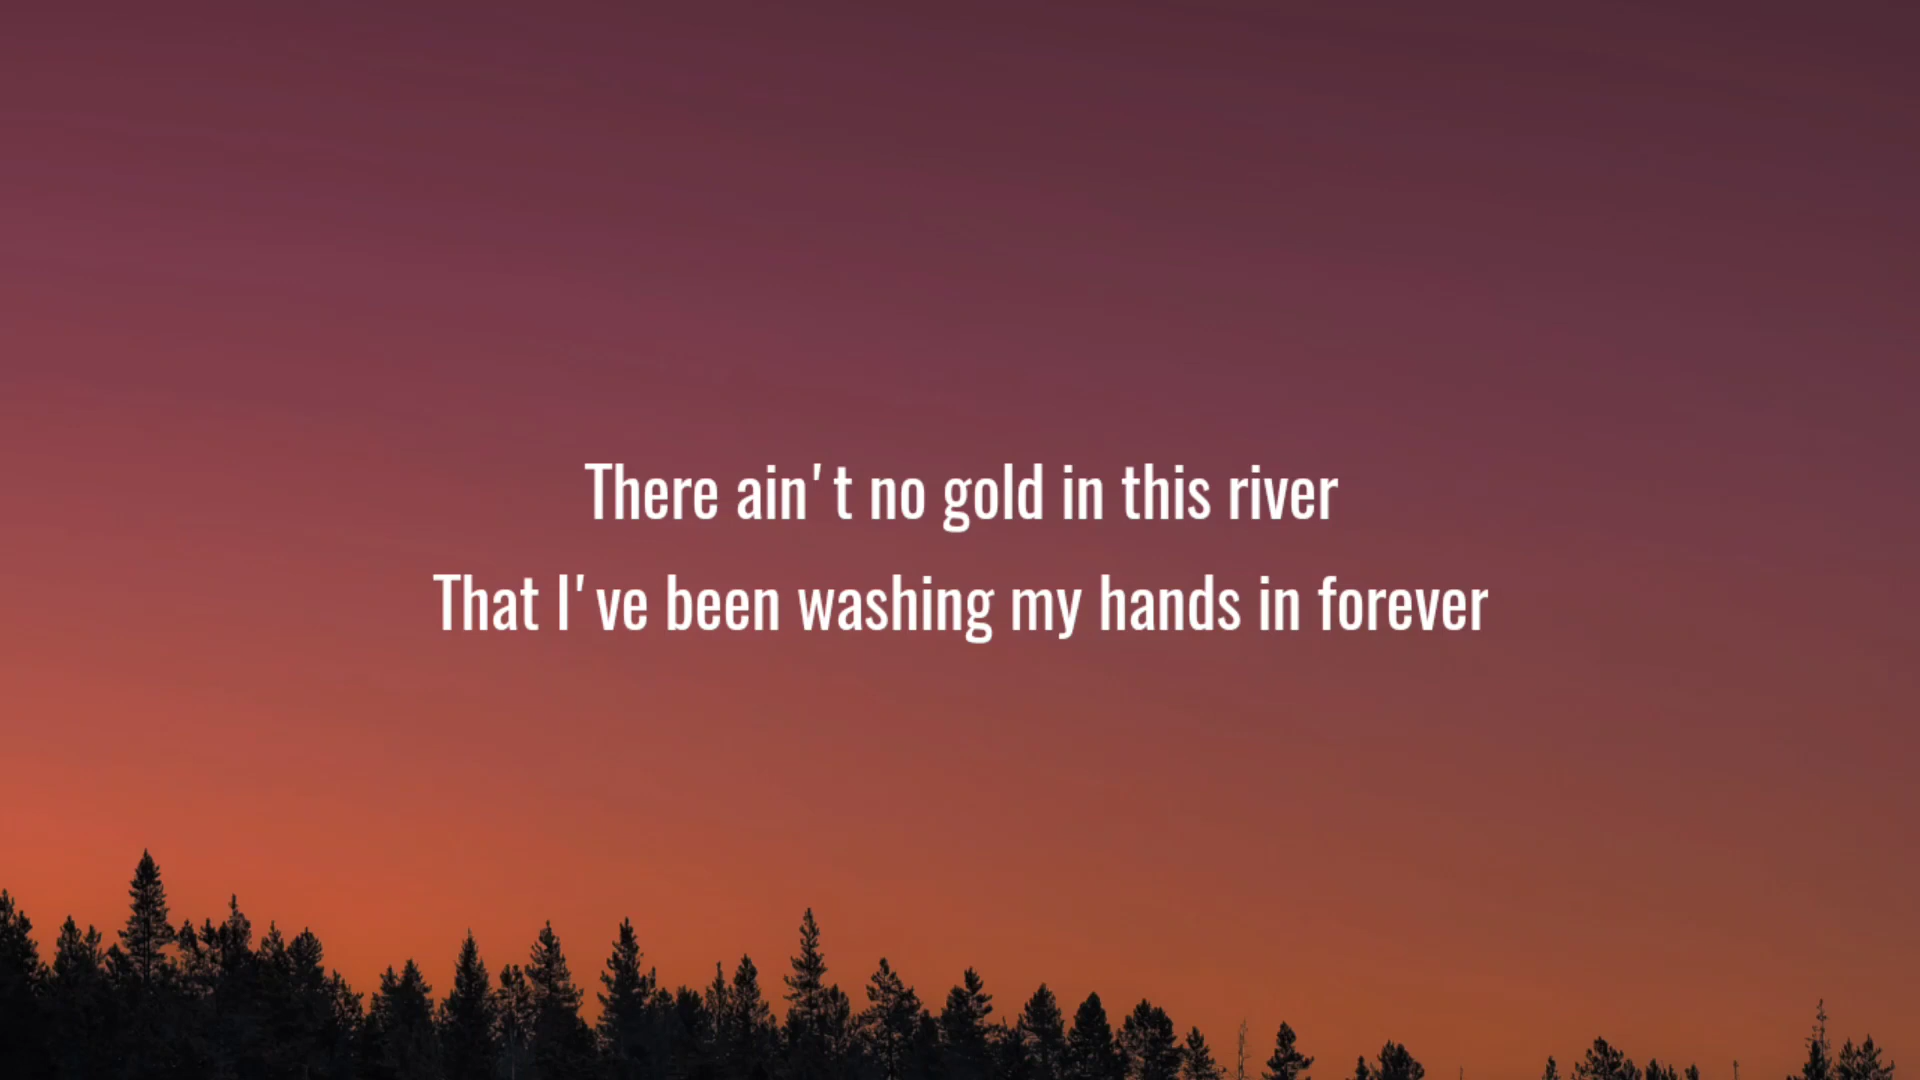 There ain't no gold in this river
That I've been washing my hands in forever